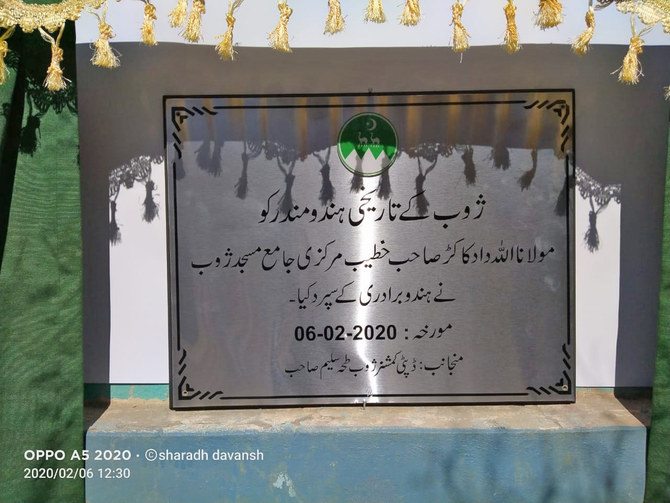 ژوب کے تاریخی ہندو مندر کو
مولانا اللہ داد کاکڑ صاحب خطیب مرکزی جامع مسجد ژوب
نے ہندو برادری کے سپرد کیا۔
مورخہ : 06-02-2020
منجانب : ڈپٹی کمشنر ژوب طحہ سلیم صاحب
OPPO A5 2020 · ©sharadh davansh
2020/02/06 12:30